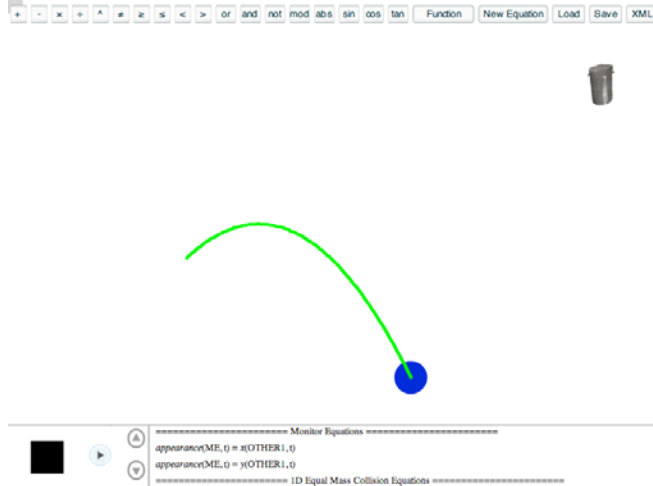 + - × ÷ ^ ≠ ≥ ≤ < > or and not mod abs sin cos tan Function New Equation Load Save XML
======================= Monitor Equations =======================
appearance(ME,t) = x(OTHER1,t)
appearance(ME,t) = y(OTHER1,t)
======================= 1D Equal Mass Collision Equations =======================